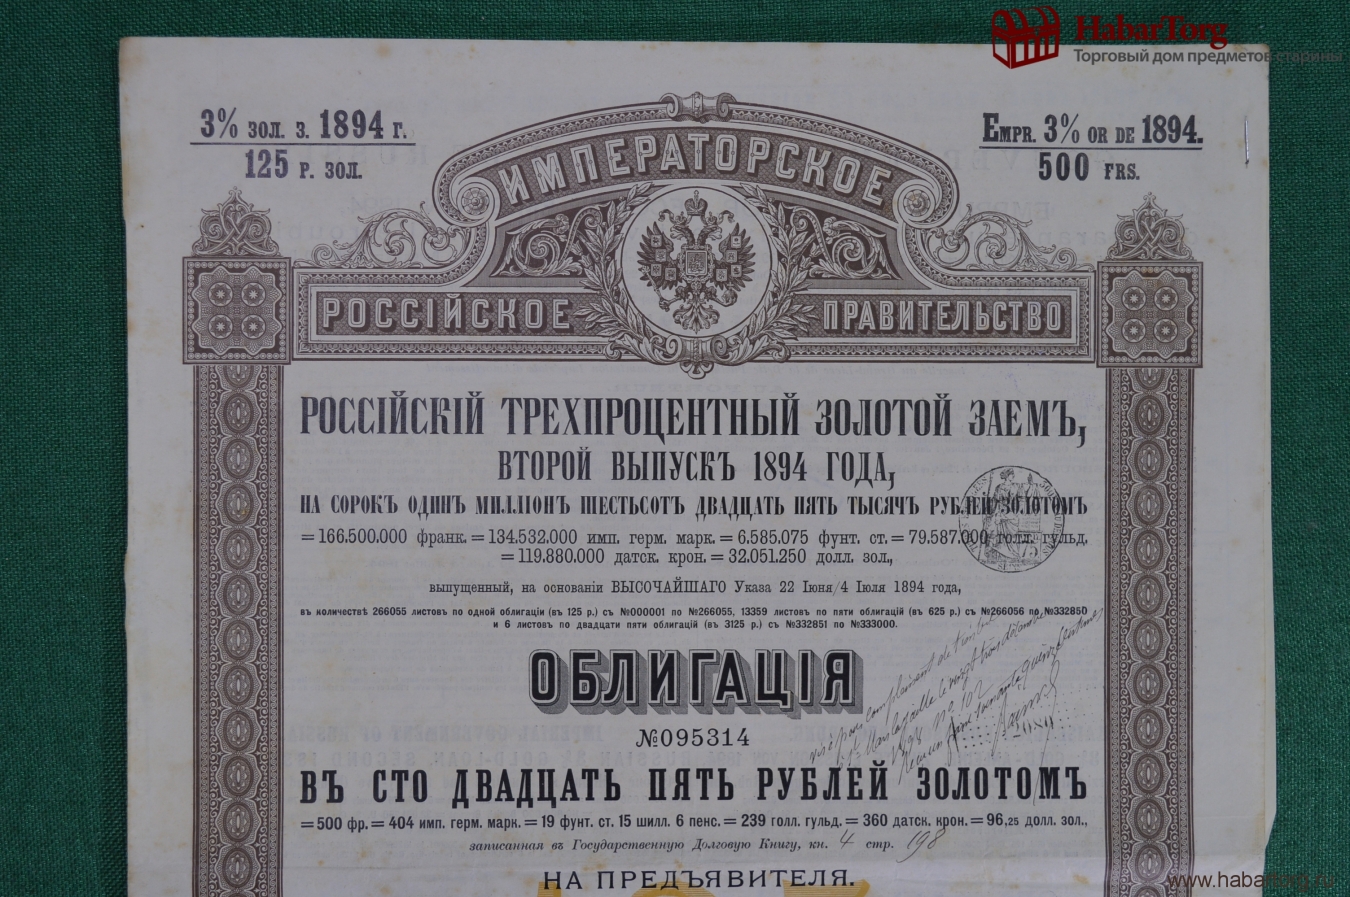 HabarTorg
Торговый дом предметов старины
3% ЗОЛ. З. 1894 Г.
125 Р. ЗОЛ.
EMPR. 3% OR DE 1894.
500 FRS.
ИМПЕРАТОРСКОЕ
РОССІЙСКОЕ ПРАВИТЕЛЬСТВО
РОССІЙСКІЙ ТРЕХПРОЦЕНТНЫЙ ЗОЛОТОЙ ЗАЕМЪ,
ВТОРОЙ ВЫПУСКЪ 1894 ГОДА,
НА СОРОКЪ ОДИНЪ МИЛЛІОНЪ ШЕСТЬСОТЪ ДВАДЦАТЬ ПЯТЬ ТЫСЯЧЪ РУБЛЕЙ ЗОЛОТОМЪ
=166.500.000 франк.=134.532.000 имп. герм. марк.=6.585.075 фунт. ст.=79.587.000 голл. гульд.
=119.880.000 датск. крон.=32.051.250 долл. зол.,
выпущенный, на основаніи ВЫСОЧАЙШАГО Указа 22 Іюня/4 Іюля 1894 года,
въ количествѣ 266055 листовъ по одной облигаціи (въ 125 р.) съ №000001 по №266055, 13359 листовъ по пяти облигацій (въ 625 р.) съ №266056 по №332850
и 6 листовъ по двадцати пяти облигацій (въ 3125 р.) съ №332851 по №333000.
ОБЛИГАЦІЯ
№095314
ВЪ СТО ДВАДЦАТЬ ПЯТЬ РУБЛЕЙ ЗОЛОТОМЪ
=500 фр.=404 имп. герм. марк.=19 фунт. ст. 15 шилл. 6 пенс.=239 голл. гульд.=360 датск. крон.=96,25 долл. зол.,
записанная въ Государственную Долговую Книгу, кн. 4 стр. 198
НА ПРЕДЪЯВИТЕЛЯ.
www.habartorg.ru